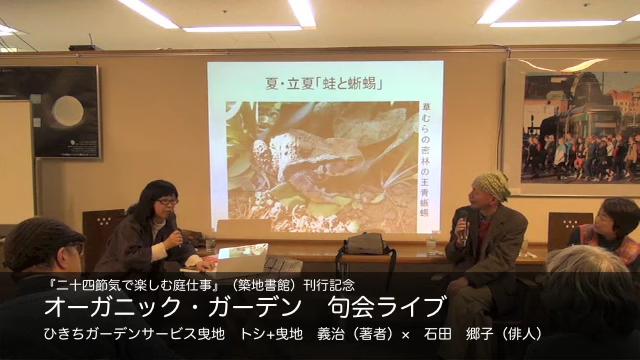 夏・立夏「蛙と蜥蜴」
草むらの密林の王青蜥蜴
『二十四節気で楽しむ庭仕事』（築地書館）刊行記念
オーガニック・ガーデン　句会ライブ
ひきちガーデンサービス曳地　トシ+曳地　義治（著者）×　石田　郷子（俳人）